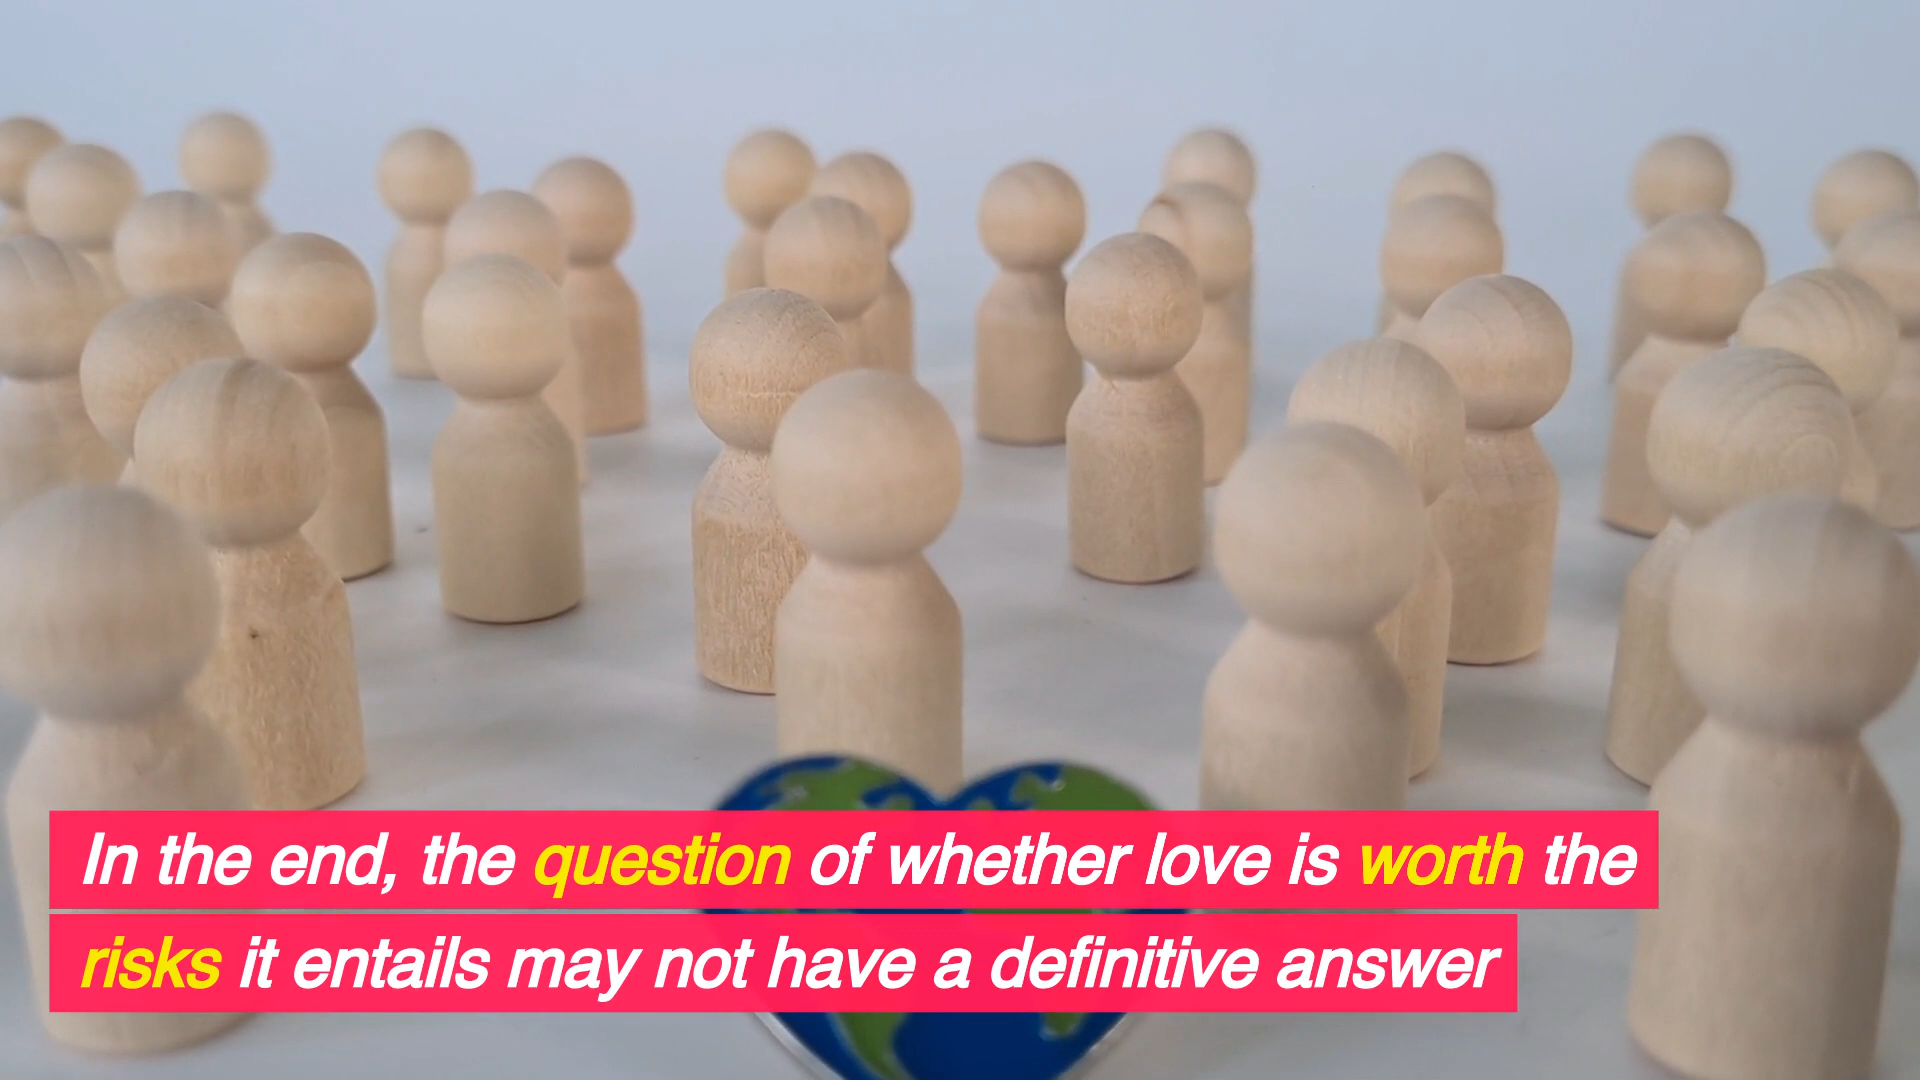 In the end, the question of whether love is worth the
risks it entails may not have a definitive answer